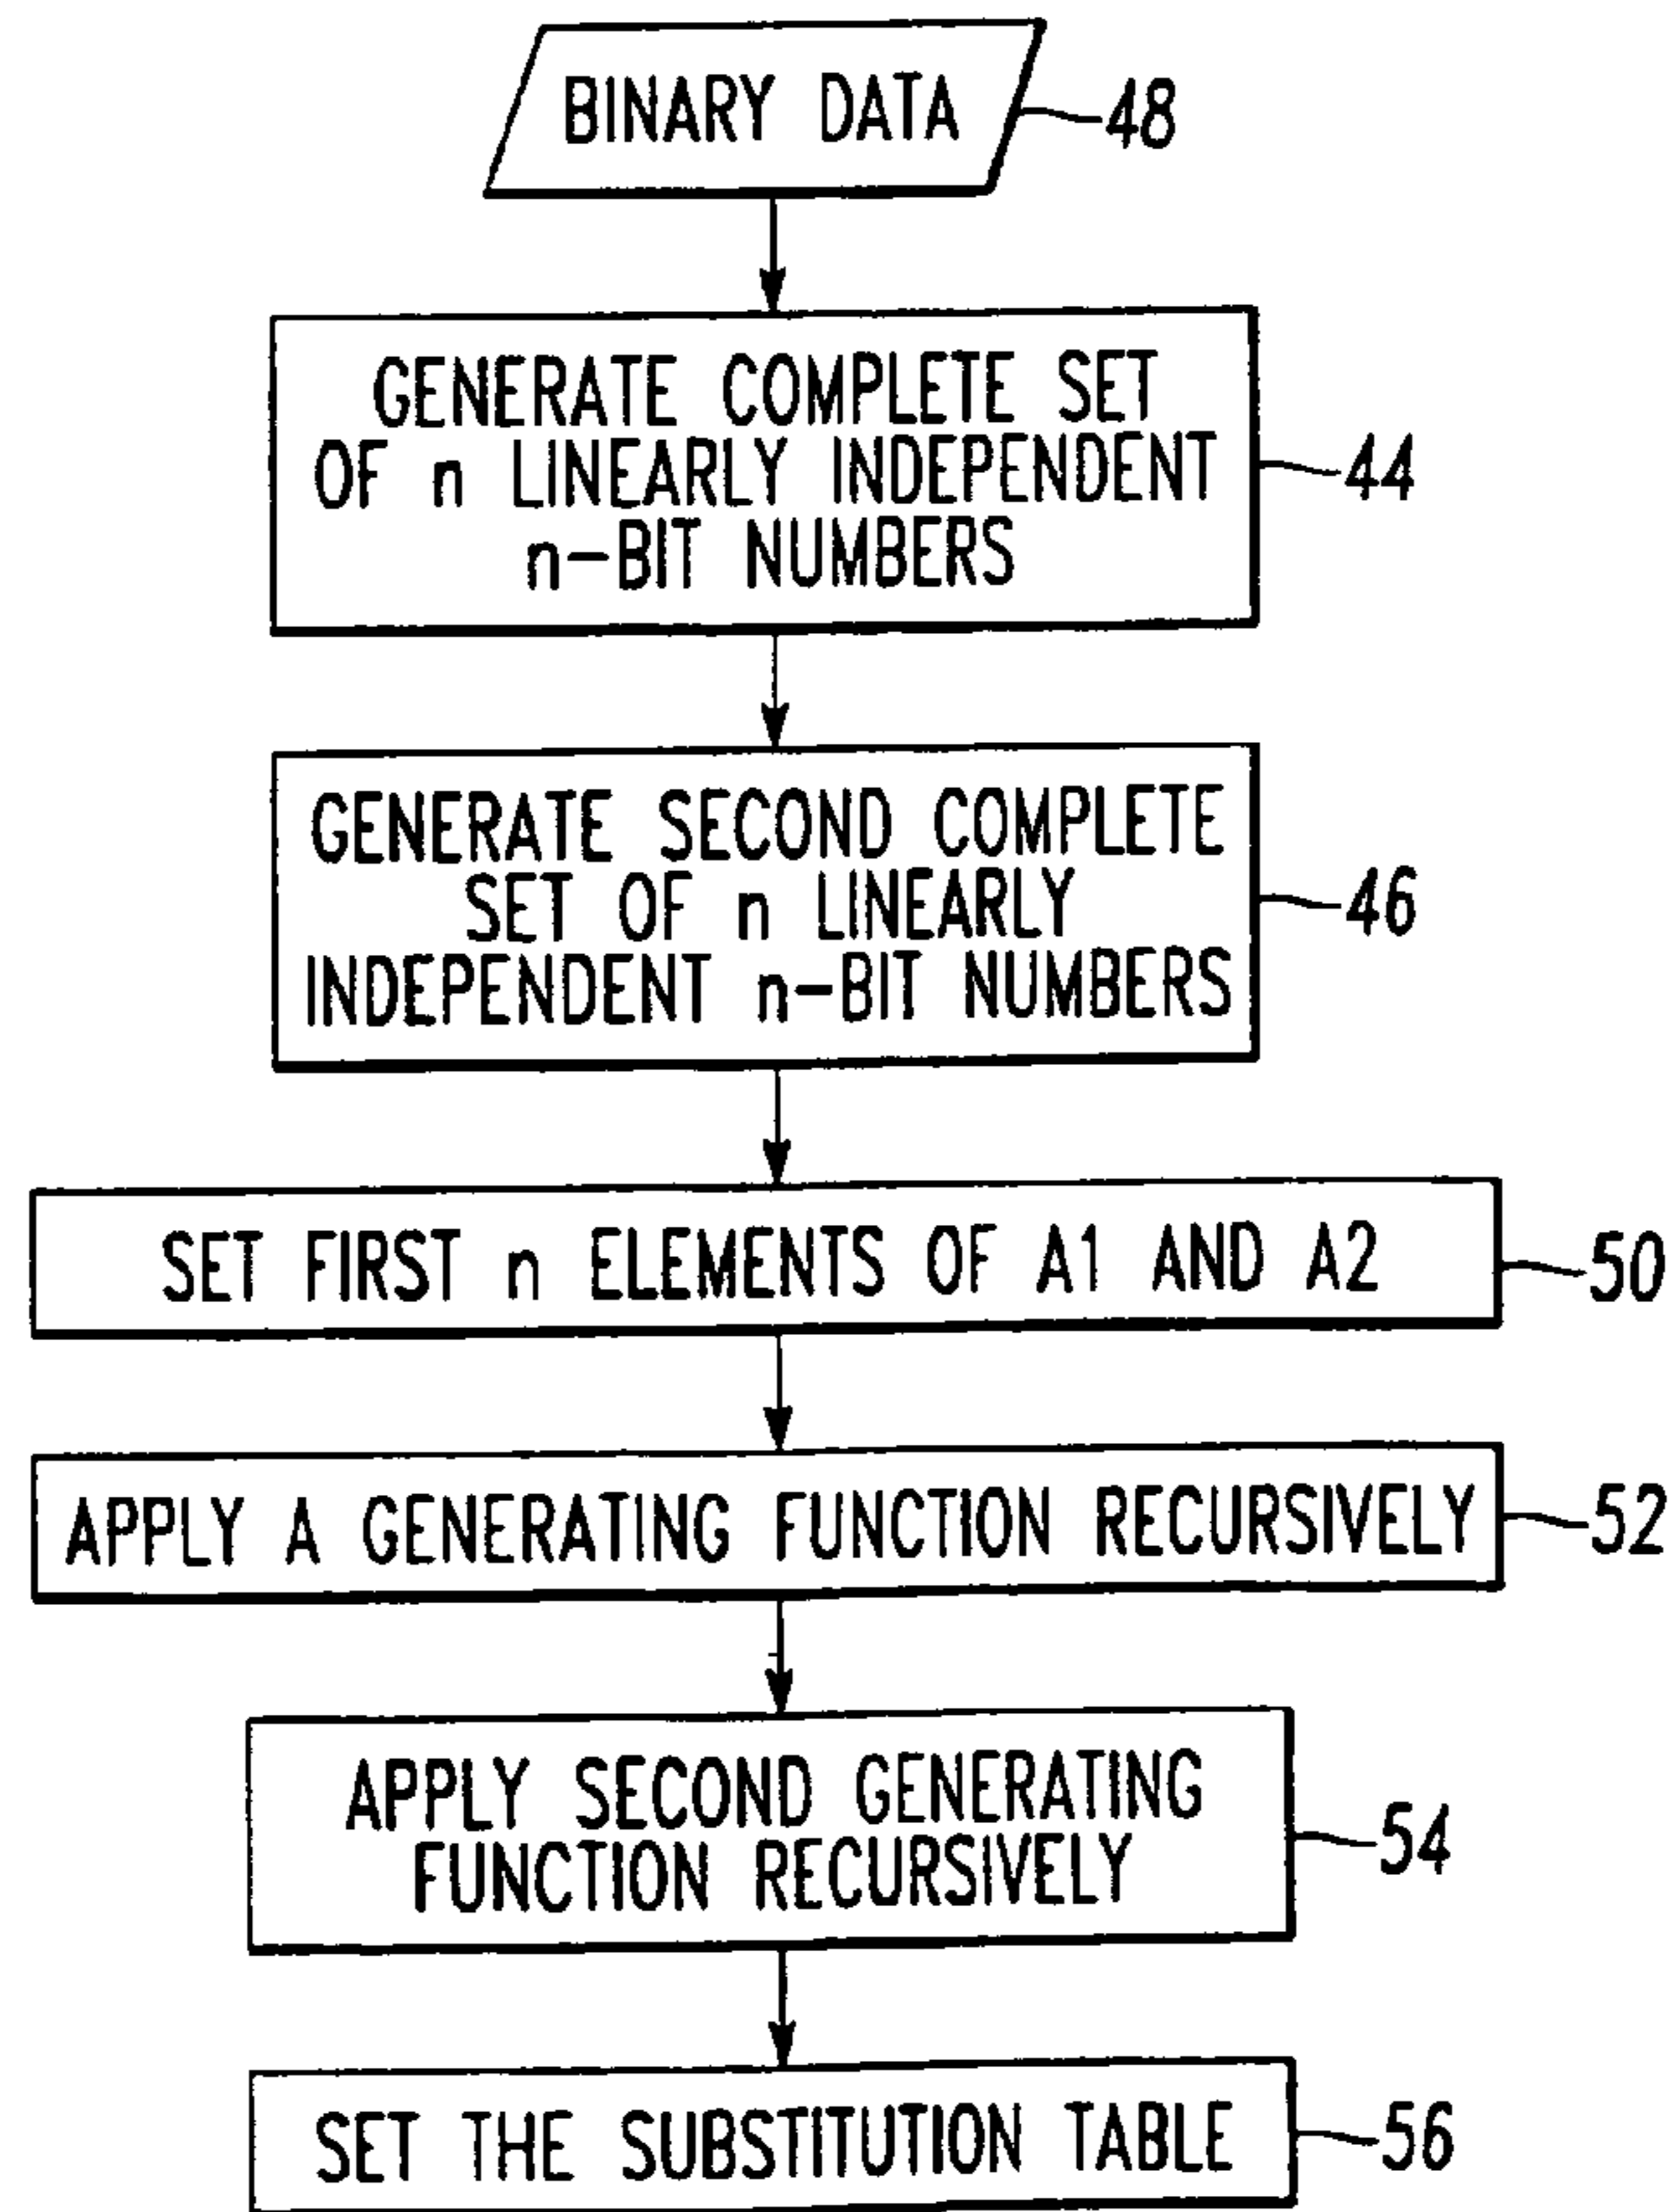 BINARY DATA
48
GENERATE COMPLETE SET
OF n LINEARLY INDEPENDENT
n-BIT NUMBERS
44
GENERATE SECOND COMPLETE
SET OF n LINEARLY
INDEPENDENT n-BIT NUMBERS
46
SET FIRST n ELEMENTS OF A1 AND A2
50
APPLY A GENERATING FUNCTION RECURSIVELY
52
APPLY SECOND GENERATING
FUNCTION RECURSIVELY
54
SET THE SUBSTITUTION TABLE
56